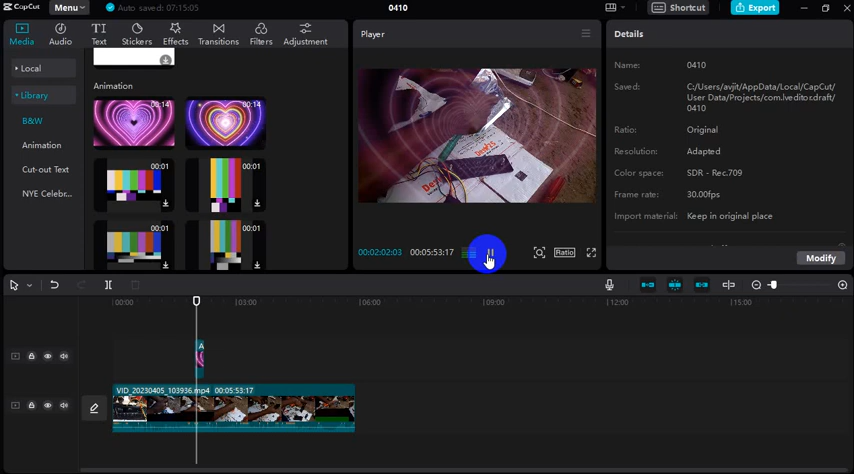 CapCut Menu Auto saved: 07:15:05 0410 Shortcut Export
Media Audio Text Stickers Effects Transitions Filters Adjustment
Local
Library
B&W
Animation
Cut-out Text
NYE Celebr...
Animation
00:14 00:14
00:01 00:01
00:01 00:01
Player
00:02:02:03 00:05:53:17 Ratio
Details
Name: 0410
Saved: C:/Users/avjit/AppData/Local/CapCut/
User Data/Projects/com.lveditor.draft/
0410
Ratio: Original
Resolution: Adapted
Color space: SDR - Rec.709
Frame rate: 30.00fps
Import material: Keep in original place
Modify
00:00 03:00 06:00 09:00 12:00 15:00
A
VID_20230405_103936.mp4 00:05:53:17